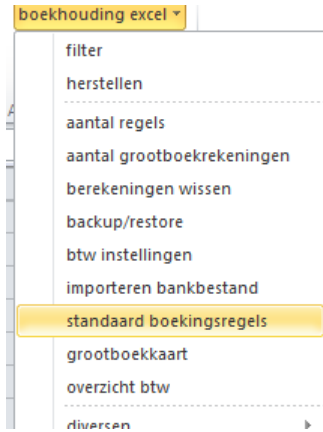 boekhouding excel
filter
herstellen
aantal regels
aantal grootboekrekeningen
berekeningen wissen
backup/restore
btw instellingen
importeren bankbestand
standaard boekingsregels
grootboekkaart
overzicht btw
diversen